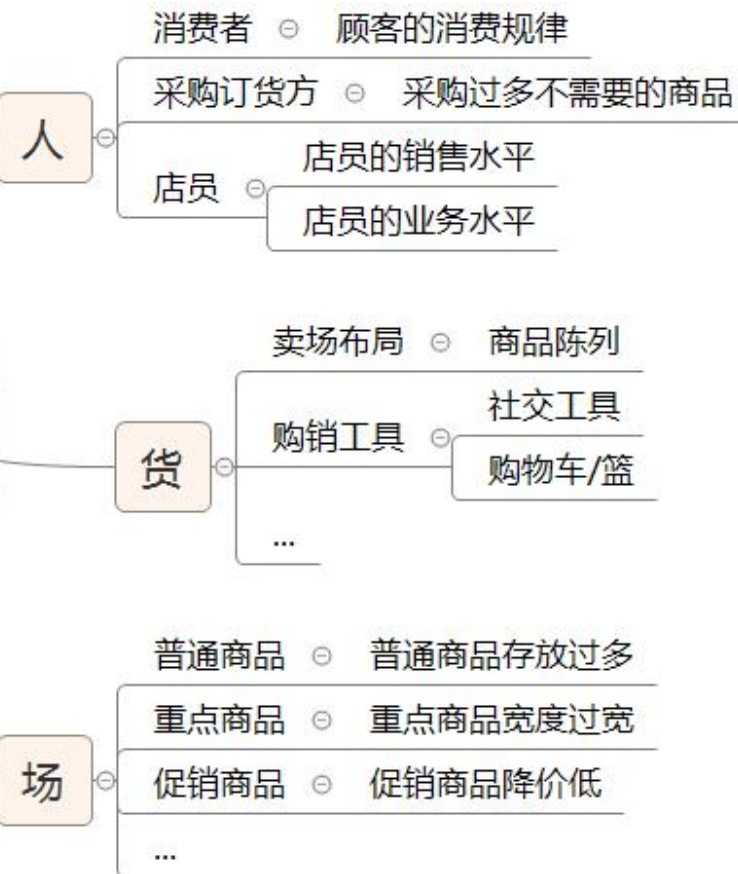 人
消费者 顾客的消费规律
采购订货方 采购过多不需要的商品
店员
店员的销售水平
店员的业务水平
货
卖场布局 商品陈列
购销工具
社交工具
购物车/篮
...
场
普通商品 普通商品存放过多
重点商品 重点商品宽度过宽
促销商品 促销商品降价低
...